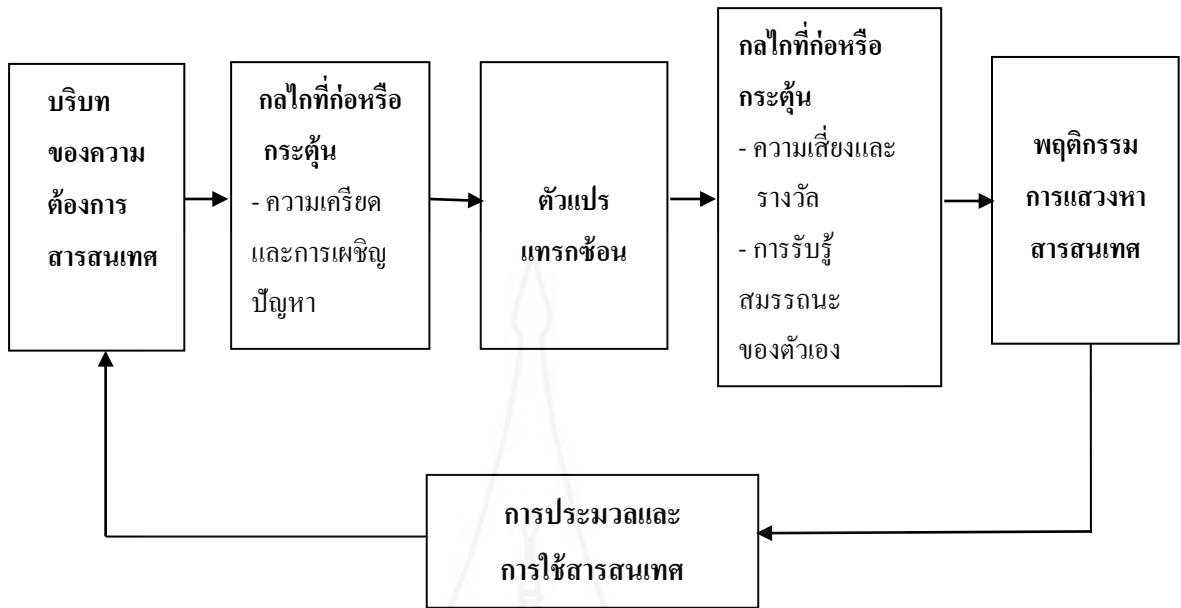 บริบท
ของความ
ต้องการ
สารสนเทศ
กลไกที่ก่อหรือ
กระตุ้น
- ความเครียด
และการเผชิญ
ปัญหา
ตัวแปร
แทรกซ้อน
กลไกที่ก่อหรือ
กระตุ้น
- ความเสี่ยงและ
รางวัล
- การรับรู้
สมรรถนะ
ของตัวเอง
พฤติกรรม
การแสวงหา
สารสนเทศ
การประมวลและ
การใช้สารสนเทศ